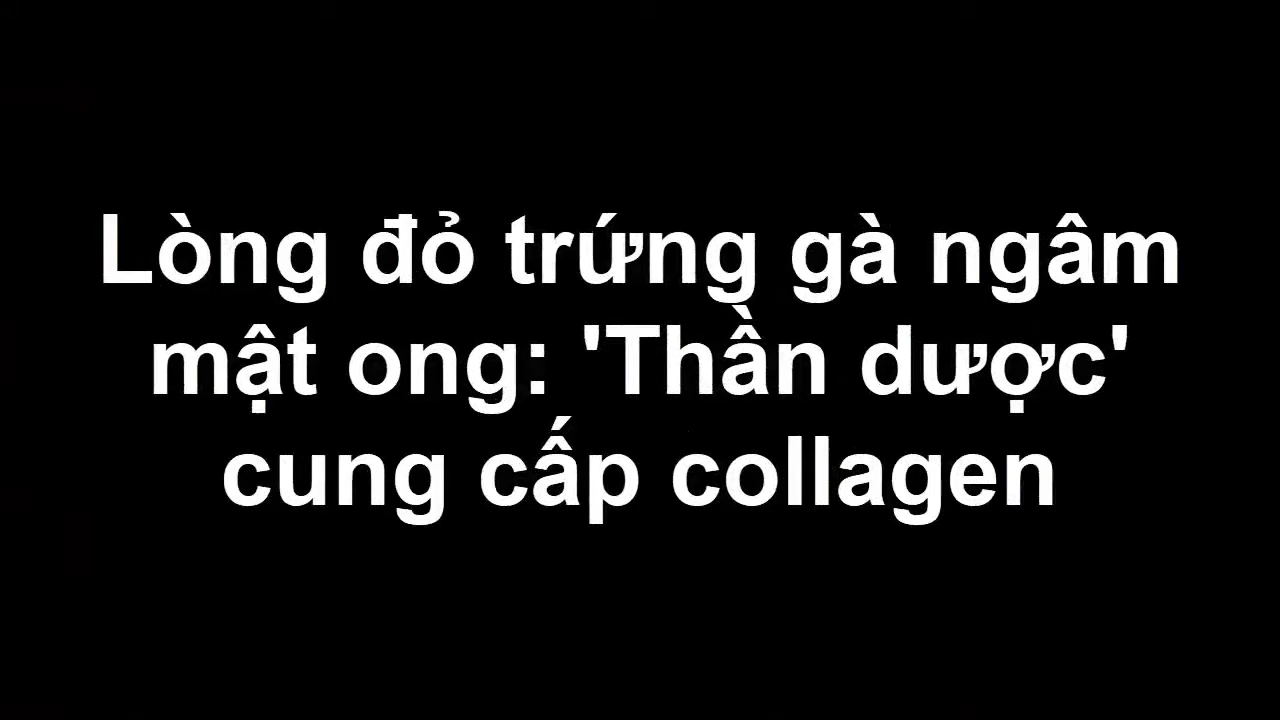 Lòng đỏ trứng gà ngâm
mật ong: 'Thần dược'
cung cấp collagen